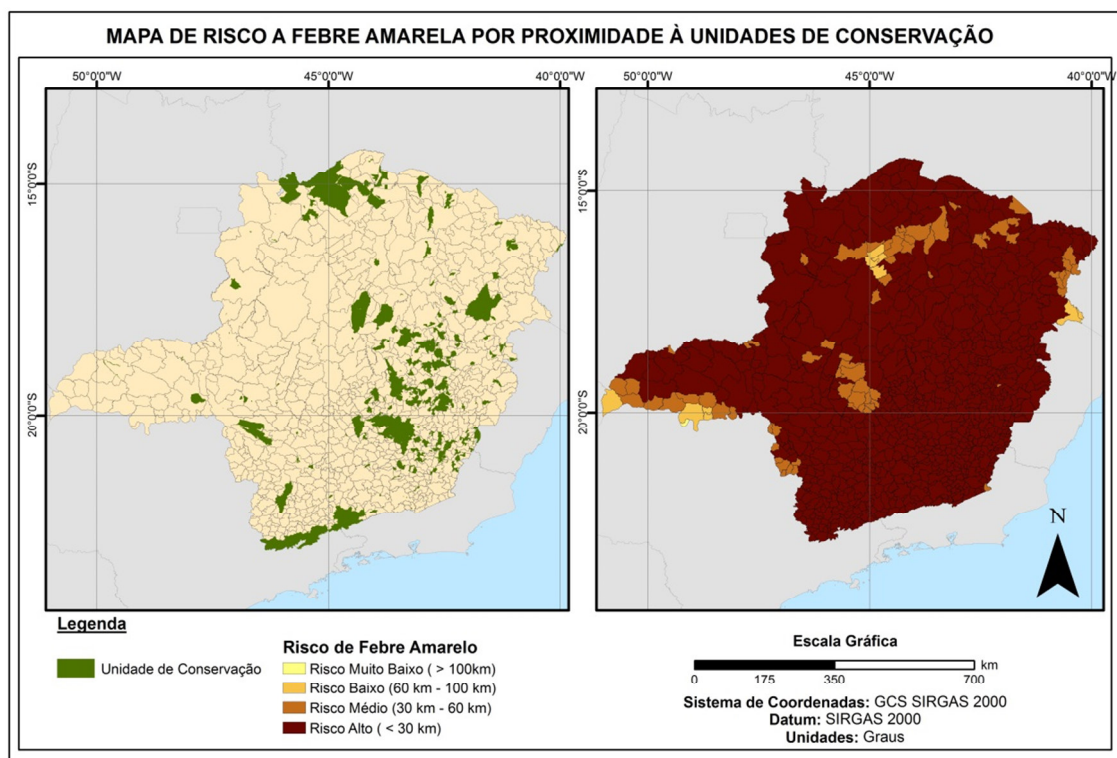 MAPA DE RISCO A FEBRE AMARELA POR PROXIMIDADE À UNIDADES DE CONSERVAÇÃO
50°0'0"W 45°0'0"W 40°0'0"W
50°0'0"W 45°0'0"W 40°0'0"W
15°0'0"S
20°0'0"S
15°0'0"S
20°0'0"S
N
Legenda
Unidade de Conservação
Risco de Febre Amarelo
Risco Muito Baixo ( > 100km)
Risco Baixo (60 km - 100 km)
Risco Médio (30 km - 60 km)
Risco Alto ( < 30 km)
Escala Gráfica
km
0 175 350 700
Sistema de Coordenadas: GCS SIRGAS 2000
Datum: SIRGAS 2000
Unidades: Graus